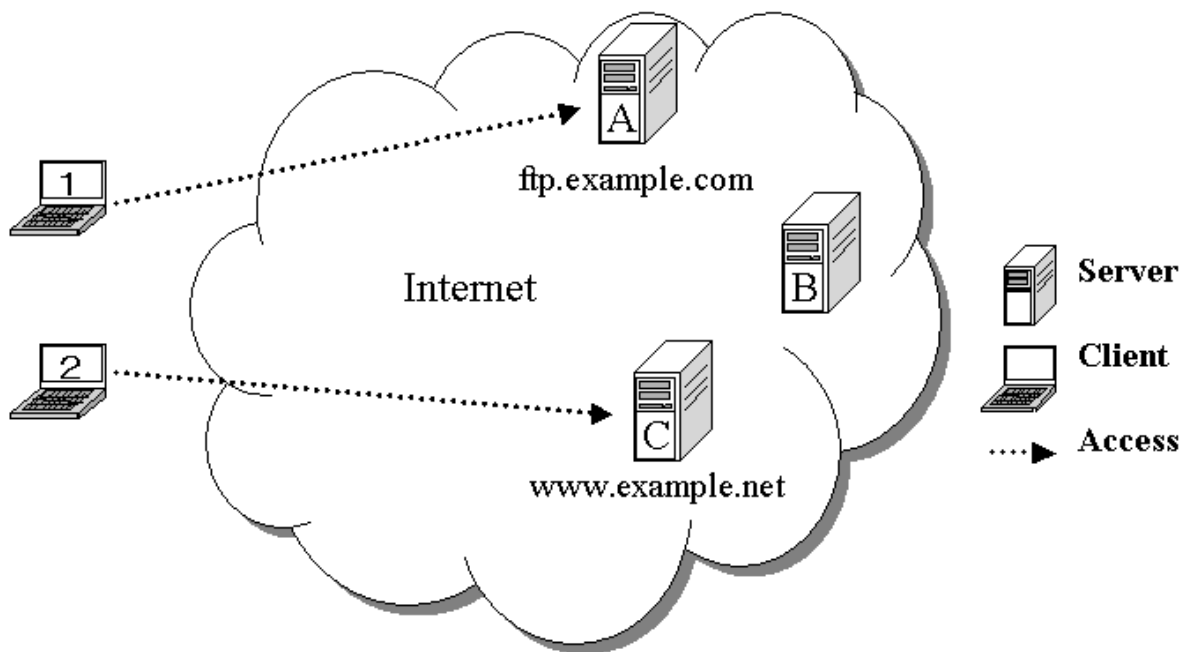 A
ftp.example.com
1
B
Internet
Server
2
Client
C
Access
www.example.net